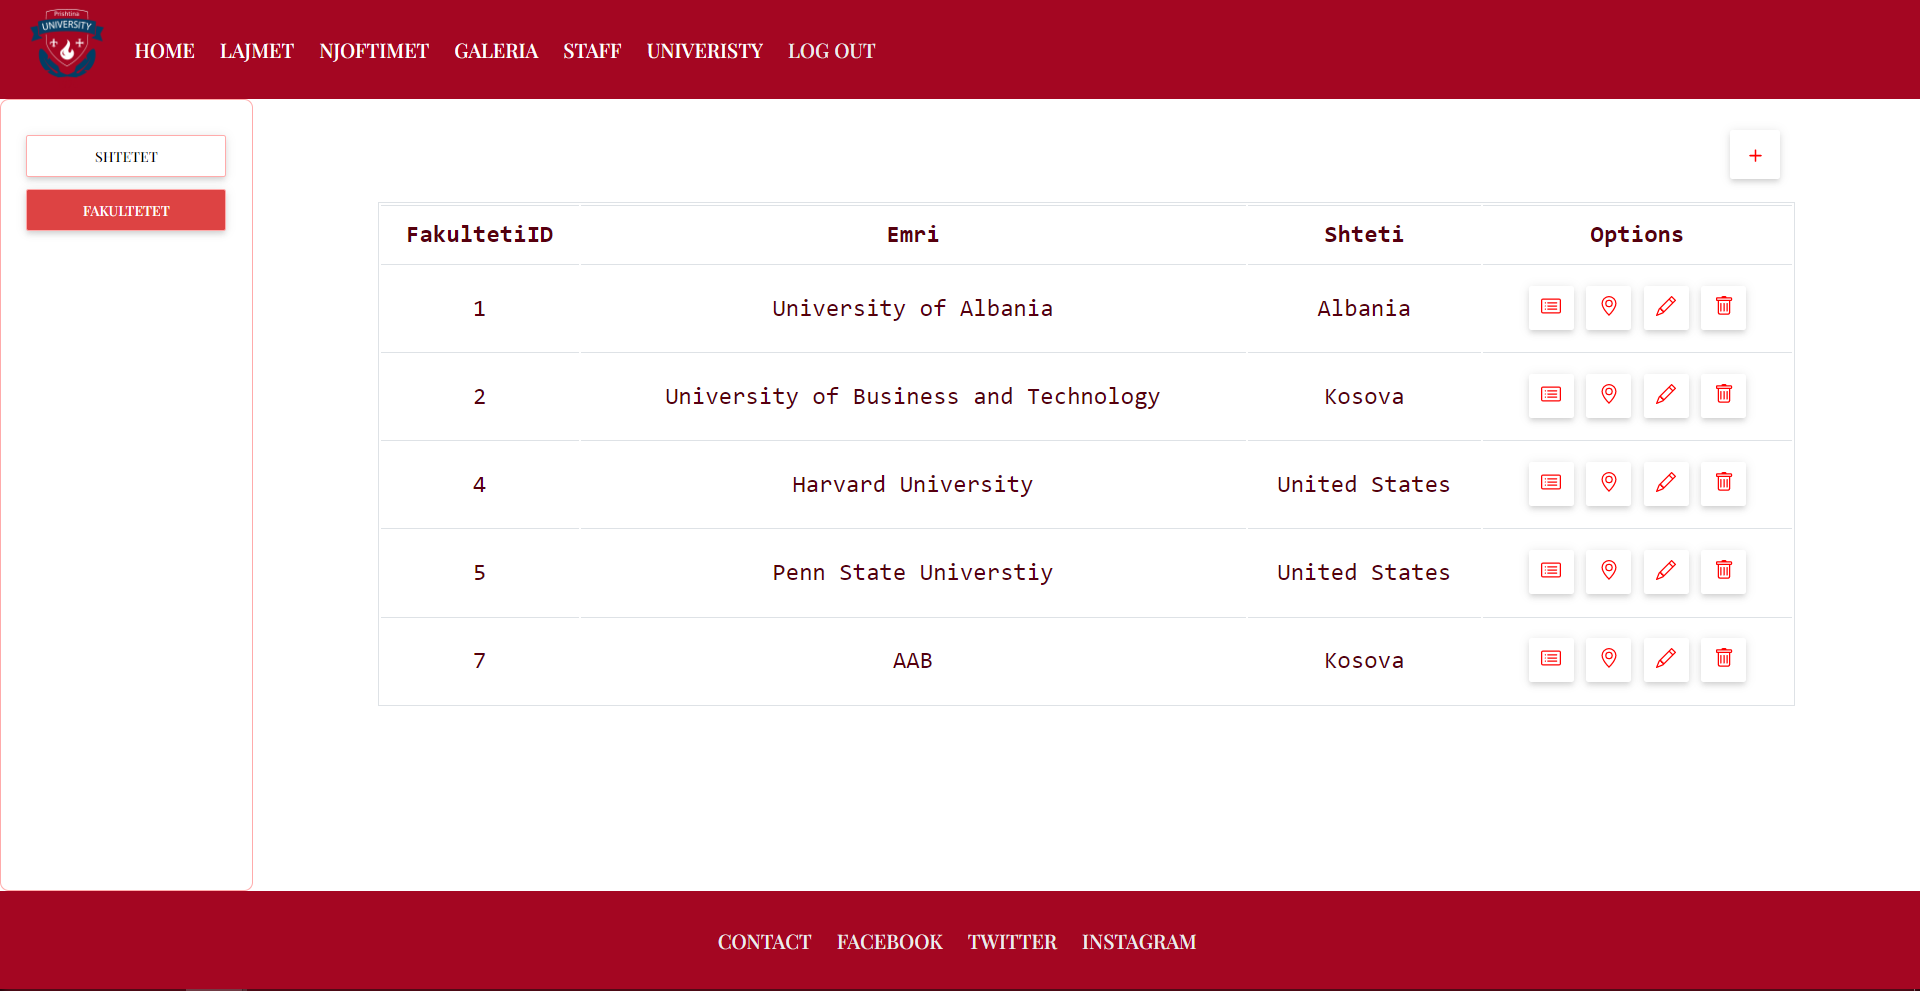 Prishtina
UNIVERSITY
HOME LAJMET NJOFTIMET GALERIA STAFF UNIVERISTY LOG OUT
SHTETET
FAKULTETET
+
FakultetiID Emri Shteti Options
1 University of Albania Albania
2 University of Business and Technology Kosova
4 Harvard University United States
5 Penn State Universtiy United States
7 AAB Kosova
CONTACT FACEBOOK TWITTER INSTAGRAM